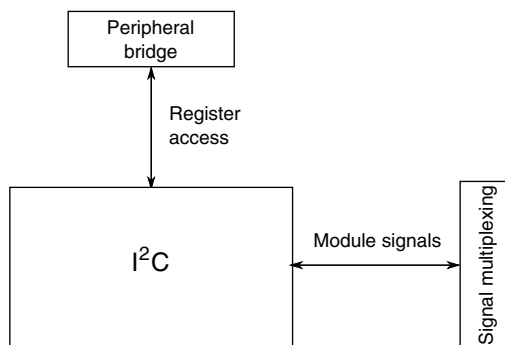 Peripheral
bridge
Register
access
I²C
Module signals
Signal multiplexing